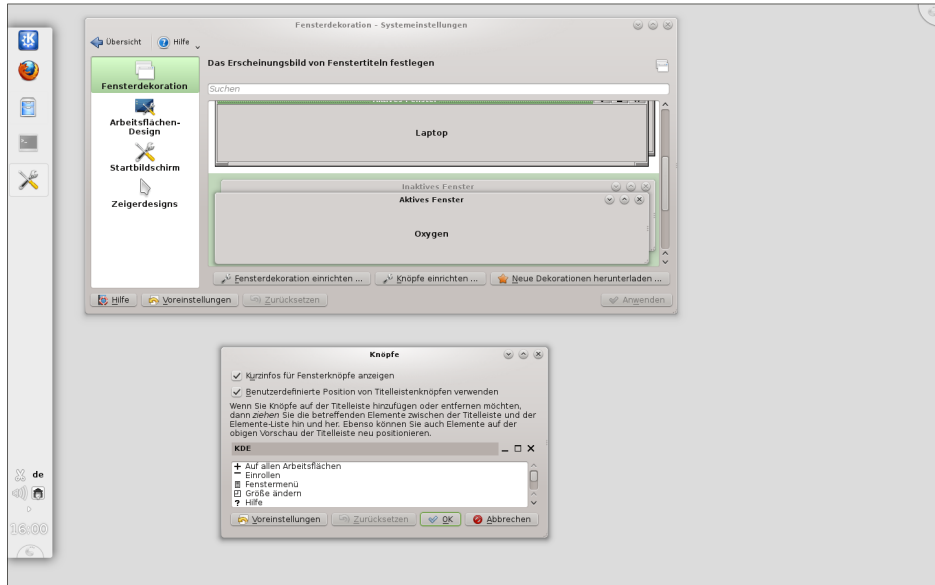 Fensterdekoration - Systemeinstellungen
Übersicht Hilfe
Fensterdekoration
Arbeitsflächen-
Design
Startbildschirm
Zeigerdesigns
Das Erscheinungsbild von Fenstertiteln festlegen
Suchen
Aktives Fenster
Laptop
Inaktives Fenster
Aktives Fenster
Oxygen
Fensterdekoration einrichten ... Knöpfe einrichten ... Neue Dekorationen herunterladen ...
Hilfe Voreinstellungen Zurücksetzen Anwenden
Knöpfe
Kurzinfos für Fensterknöpfe anzeigen
Benutzerdefinierte Position von Titelleistenknöpfen verwenden
Wenn Sie Knöpfe auf der Titelleiste hinzufügen oder entfernen möchten,
dann ziehen Sie die betreffenden Elemente zwischen der Titelleiste und der
Elemente-Liste hin und her. Ebenso können Sie auch Elemente auf der
obigen Vorschau der Titelleiste neu positionieren.
KDE
Auf allen Arbeitsflächen
Einrollen
Fenstermenü
Größe ändern
? Hilfe
Voreinstellungen Zurücksetzen OK Abbrechen
de
16:00